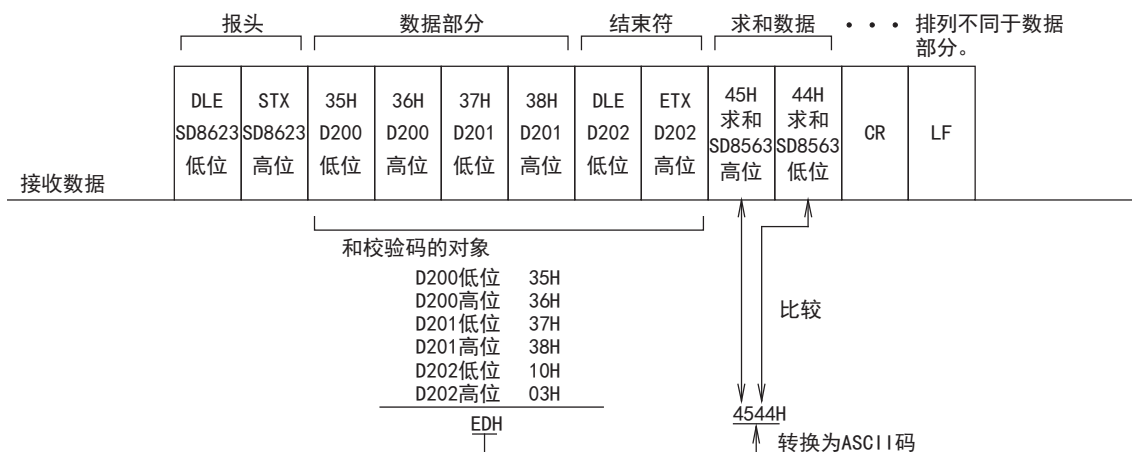 报头 数据部分 结束符 求和数据 ・・・ 排列不同于数据
部分。
DLE STX 35H 36H 37H 38H DLE ETX 45H 44H
求和 求和
SD8623 SD8623 D200 D200 D201 D201 D202 D202 SD8563 SD8563 CR LF
低位 高位 低位 高位 低位 高位 低位 高位 高位 低位
接收数据
和校验码的对象
D200低位 35H
D200高位 36H
D201低位 37H
D201高位 38H
D202低位 10H
D202高位 03H
比较
EDH
4544H
转换为ASCII码